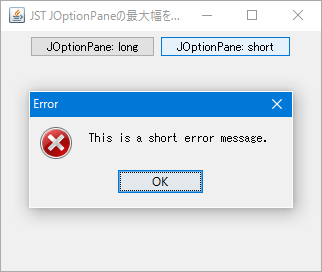 JST JOptionPaneの最大幅を...
JOptionPane: long
JOptionPane: short
Error
This is a short error message.
OK